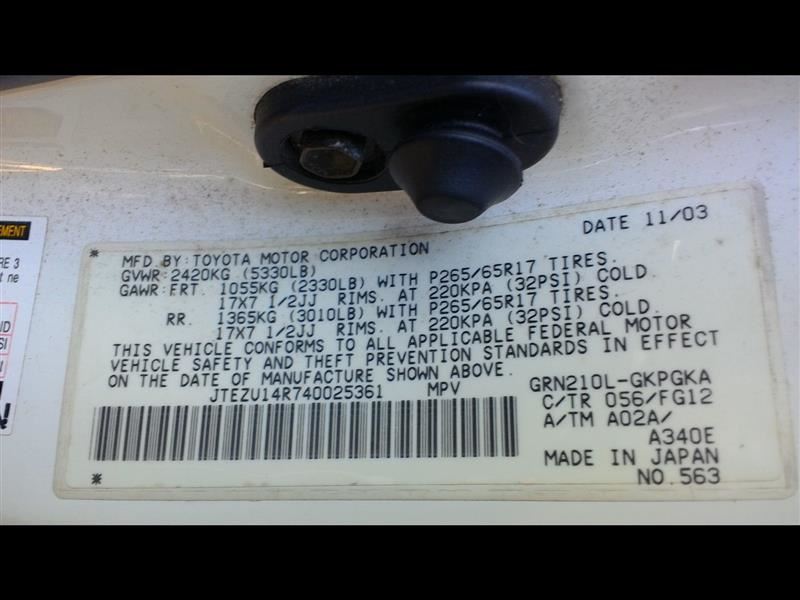 EMENT
RE 3
t ne
DATE 11/03
* MFD BY: TOYOTA MOTOR CORPORATION
GVWR: 2420KG (5330LB)
GAWR: FRT. 1055KG (2330LB) WITH P265/65R17 TIRES.
17X7 1/2JJ RIMS. AT 220KPA (32PSI) COLD.
RR. 1365KG (3010LB) WITH P265/65R17 TIRES.
17X7 1/2JJ RIMS. AT 220KPA (32PSI) COLD.
THIS VEHICLE CONFORMS TO ALL APPLICABLE FEDERAL MOTOR
VEHICLE SAFETY AND THEFT PREVENTION STANDARDS IN EFFECT
ON THE DATE OF MANUFACTURE SHOWN ABOVE.
JTEZU14R740025361 MPV
GRN210L-GKPGKA
C/TR 056/FG12
A/TM A02A/
A340E
MADE IN JAPAN
* NO. 563